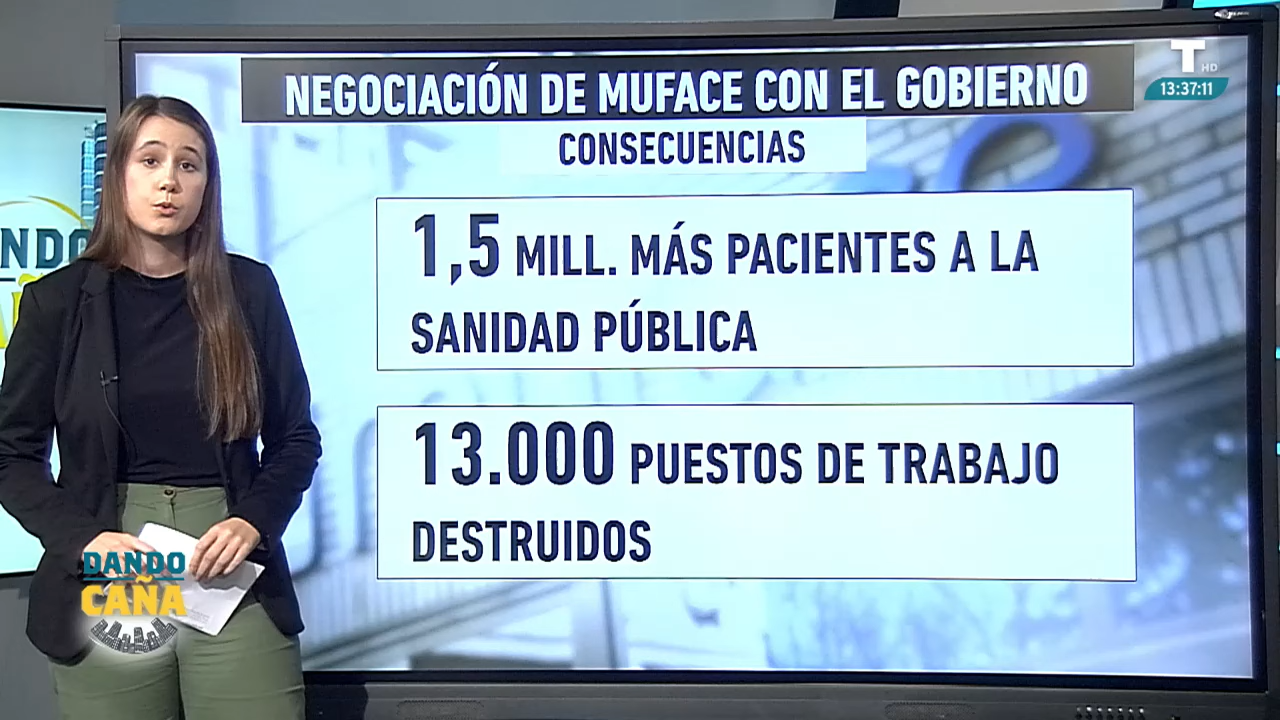 NEGOCIACIÓN DE MUFACE CON EL GOBIERNO
CONSECUENCIAS
1,5 MILL. MÁS PACIENTES A LA
SANIDAD PÚBLICA
13.000 PUESTOS DE TRABAJO
DESTRUIDOS
T HD
13:37:11
NDO
DANDO
CAÑA